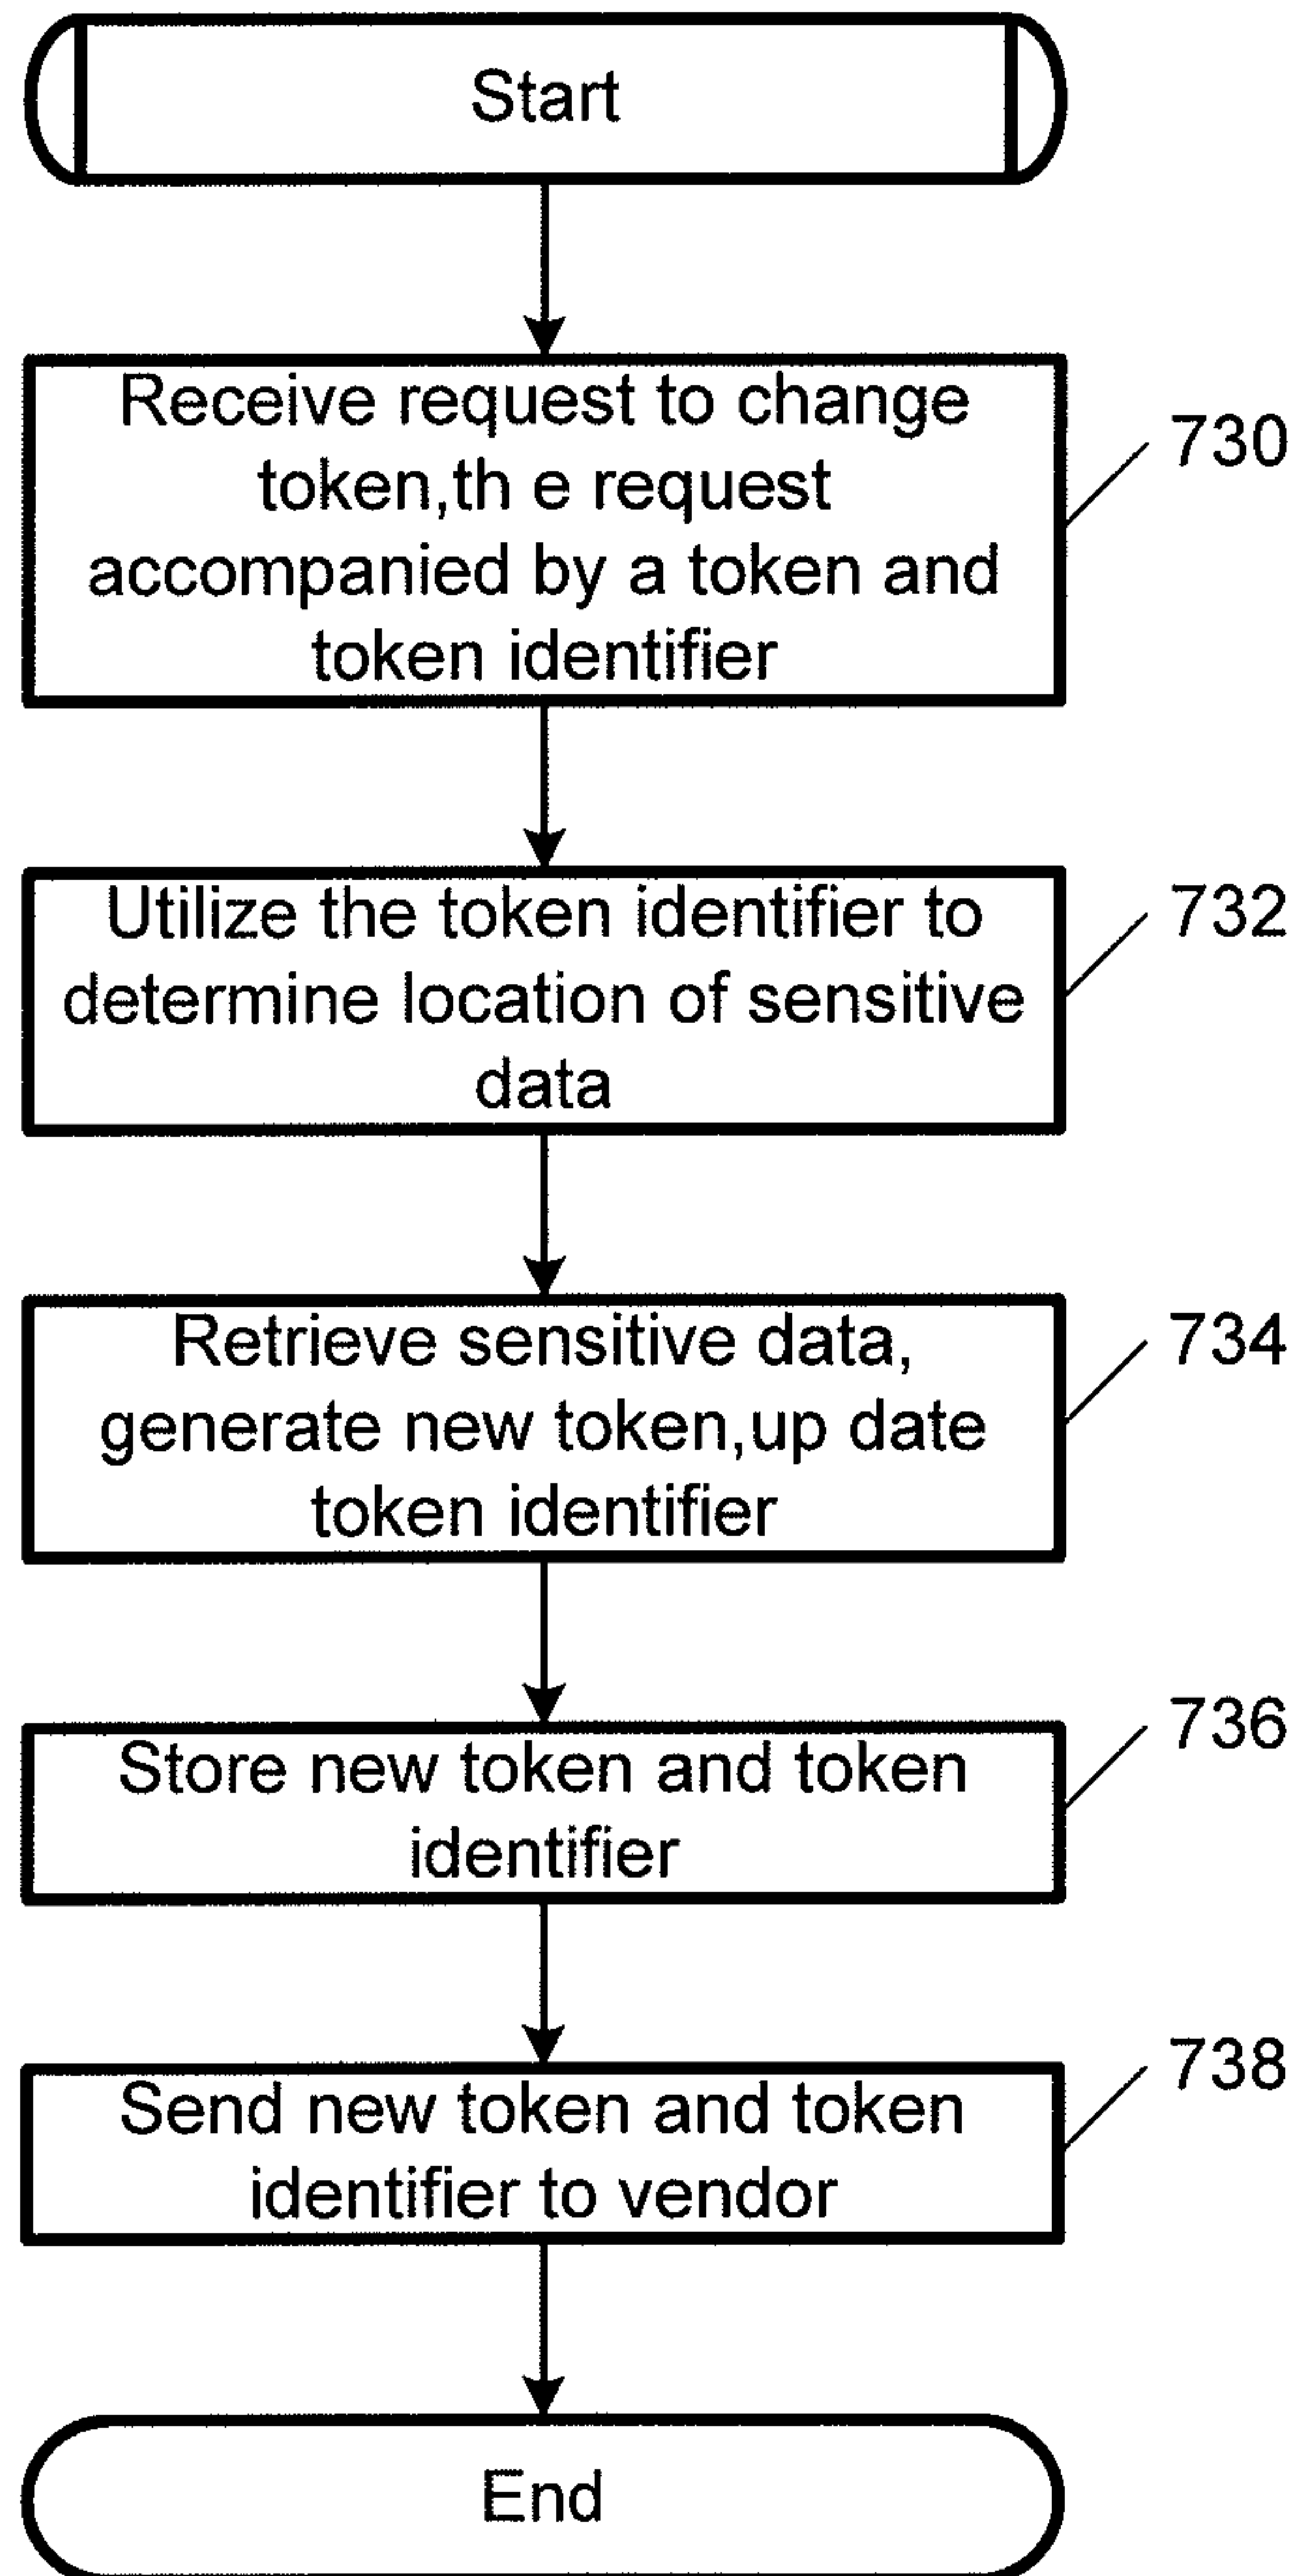 Start
Receive request to change
token,th e request
accompanied by a token and
token identifier
730
Utilize the token identifier to
determine location of sensitive
data
732
Retrieve sensitive data,
generate new token,up date
token identifier
734
Store new token and token
identifier
736
Send new token and token
identifier to vendor
738
End